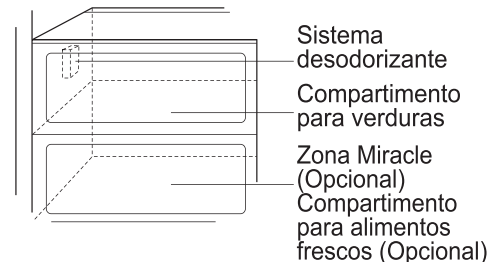 Sistema
desodorizante
Compartimento
para verduras
Zona Miracle
(Opcional)
Compartimento
para alimentos
frescos (Opcional)